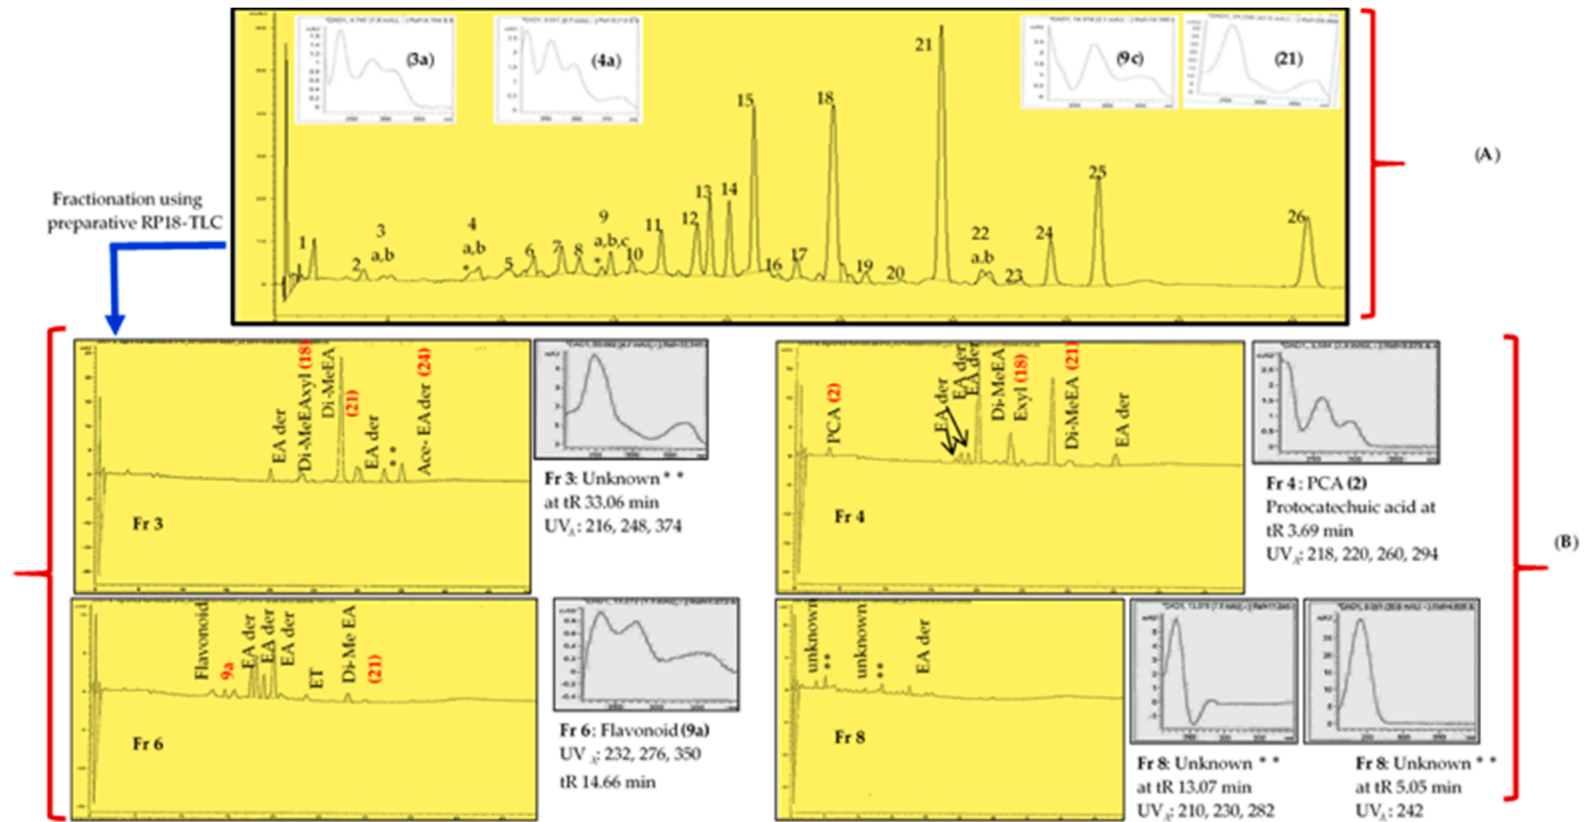 (3a)
(4a)
(9c)
(21)
(A)
1
2
3
a,b
4
a,b
*
5
6
7
8
9
a,b,c
*
10
11
12
13
14
15
16
17
18
19
20
21
22
a,b
23
24
25
26
Fractionation using
preparative RP18-TLC
EA der
Di-MeEAxyl (18)
Di-MeEA
(21)
EA der
* *
Ace- EAder (24)
Fr 3
Fr 3: Unknown * *
at tR 33.06 min
UVλ: 216, 248, 374
PCA (2)
EA der
EA der
EA der
Di-MeEA
Exyl (18)
Di-MeEA (21)
EA der
Fr 4
Fr 4: PCA (2)
Protocatechuic acid at
tR 3.69 min
UVλ: 218, 220, 260, 294
(B)
Flavonoid
9a
EA der
EA der
EA der
ET
Di-Me EA
(21)
Fr 6
Fr 6: Flavonoid (9a)
UV λ: 232, 276, 350
tR 14.66 min
unknown
**
unknown
**
EA der
Fr 8
Fr 8: Unknown * *
at tR 13.07 min
UVλ: 210, 230, 282
Fr 8: Unknown * *
at tR 5.05 min
UVλ: 242